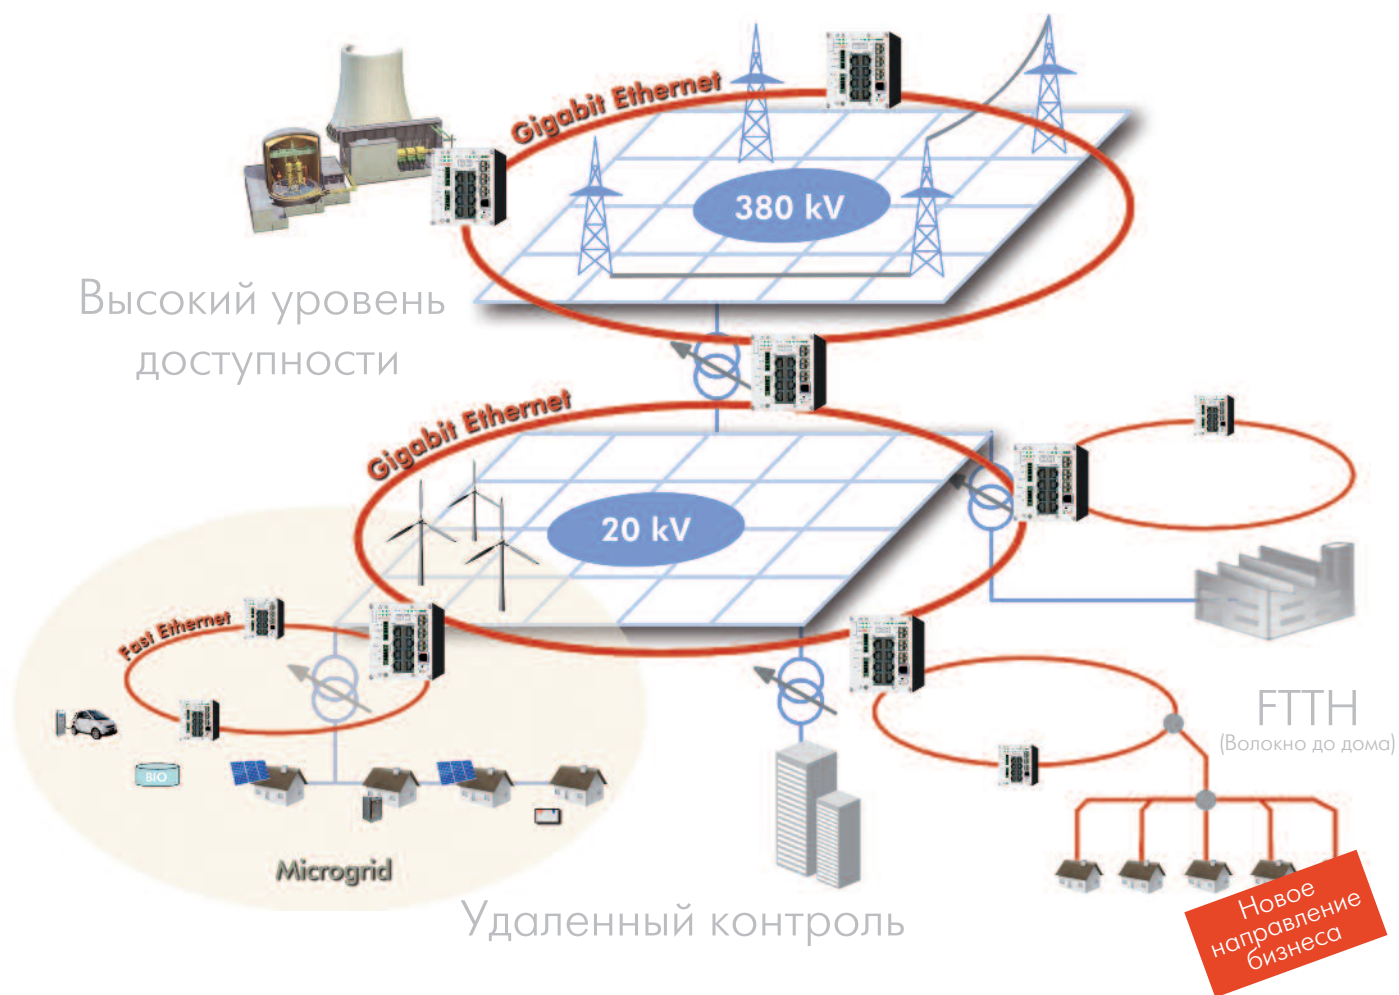 Gigabit Ethernet
380 kV
Высокий уровень
доступности
Gigabit Ethernet
20 kV
Fast Ethernet
BIO
Microgrid
FTTH
(Волокно до дома)
Удаленный контроль
Новое
направление
бизнеса